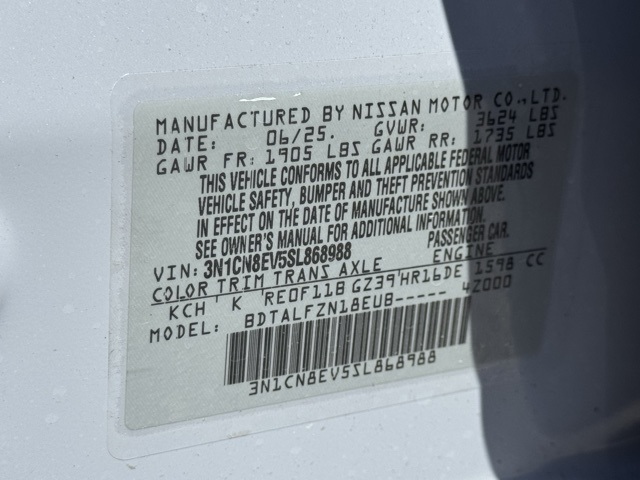 MANUFACTURED BY NISSAN MOTOR CO.,LTD.
DATE: 06/25. GVWR: 3624 LBS
GAWR FR: 1905 LBS GAWR RR: 1735 LBS
THIS VEHICLE CONFORMS TO ALL APPLICABLE FEDERAL MOTOR
VEHICLE SAFETY, BUMPER AND THEFT PREVENTION STANDARDS
IN EFFECT ON THE DATE OF MANUFACTURE SHOWN ABOVE.
SEE OWNER'S MANUAL FOR ADDITIONAL INFORMATION.
VIN: 3N1CN8EV5SL868988 PASSENGER CAR.
COLOR TRIM TRANS AXLE ENGINE
KCH ' K 'RE0F11B GZ39'HR16DE 1598 CC
MODEL: BDTALFZN18EUB----- 4Z000
3N1CN8EV5SL868988